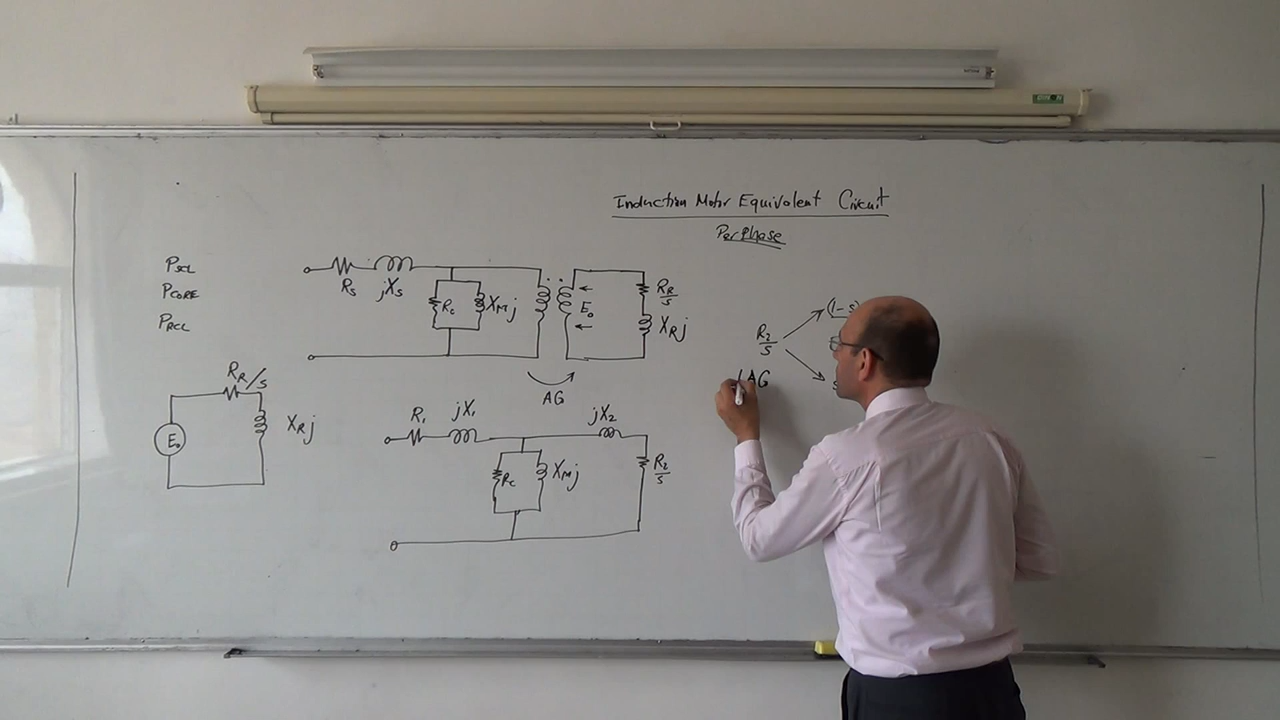 Induction Motor Equivalent Circuit
Per Phase
PSCL
PCORE
PRCL
RS
jXS
RC
XMj
E0
RR/S
XRj
AG
RR/S
E0
XRj
R1
jX1
RC
XMj
jX2
R2/S
R2/S
(1-s)
AG